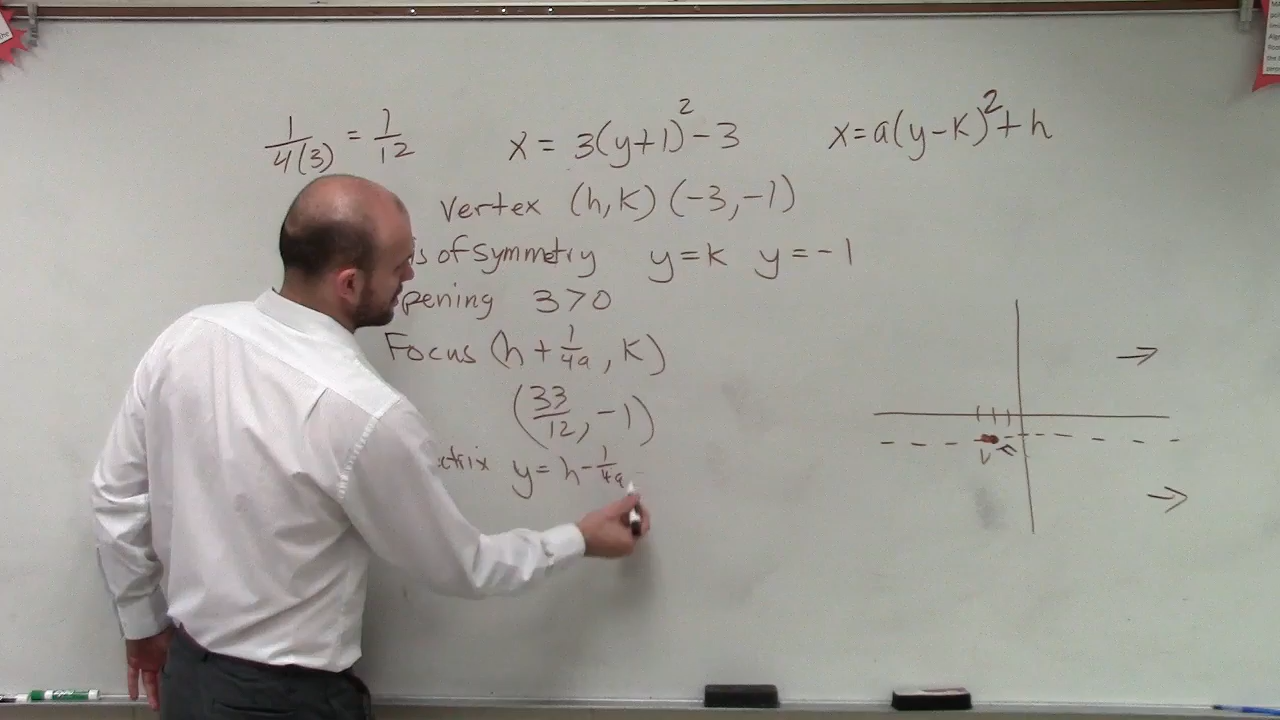 1/4(3) = 1/12
x = 3(y+1)² - 3
x = a(y-k)² + h
Vertex (h, k) (-3, -1)
of Symmetry y = k y = -1
pening 3 > 0
Focus (h + 1/4a, k)
(33/12, -1)
ctrix y = h - 1/4a
V